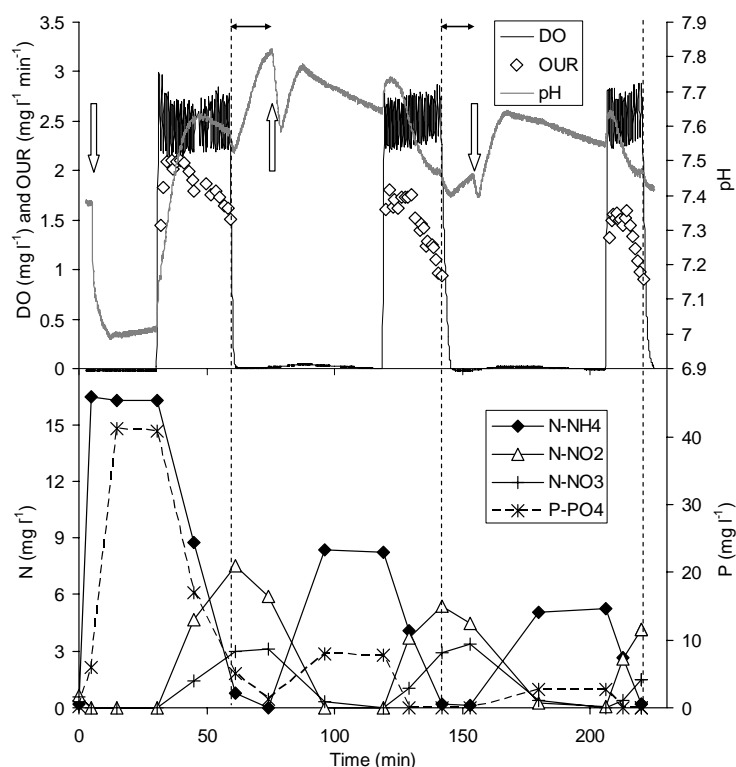 3.5
3
2.5
2
1.5
1
0.5
0
DO (mg l-1) and OUR (mg l-1 min-1)
DO
OUR
pH
7.9
7.8
7.7
7.6
7.5
7.4
7.3
7.2
7.1
7
6.9
pH
15
12
9
6
3
0
N (mg l-1)
N-NH4
N-NO2
N-NO3
P-PO4
40
30
20
10
0
P (mg l-1)
0
50
100
150
200
Time (min)